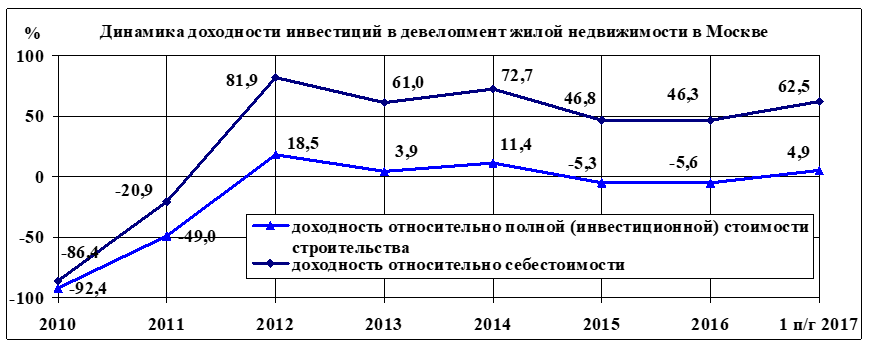 % Динамика доходности инвестиций в девелопмент жилой недвижимости в Москве
100
81,9 61,0 72,7 46,8 46,3 62,5
50
18,5 3,9 11,4 -5,3 -5,6 4,9
0
-20,9
-49,0
доходность относительно полной (инвестиционной) стоимости
строительства
доходность относительно себестоимости
-50
-86,4
-92,4
-100
2010 2011 2012 2013 2014 2015 2016 1 п/г 2017